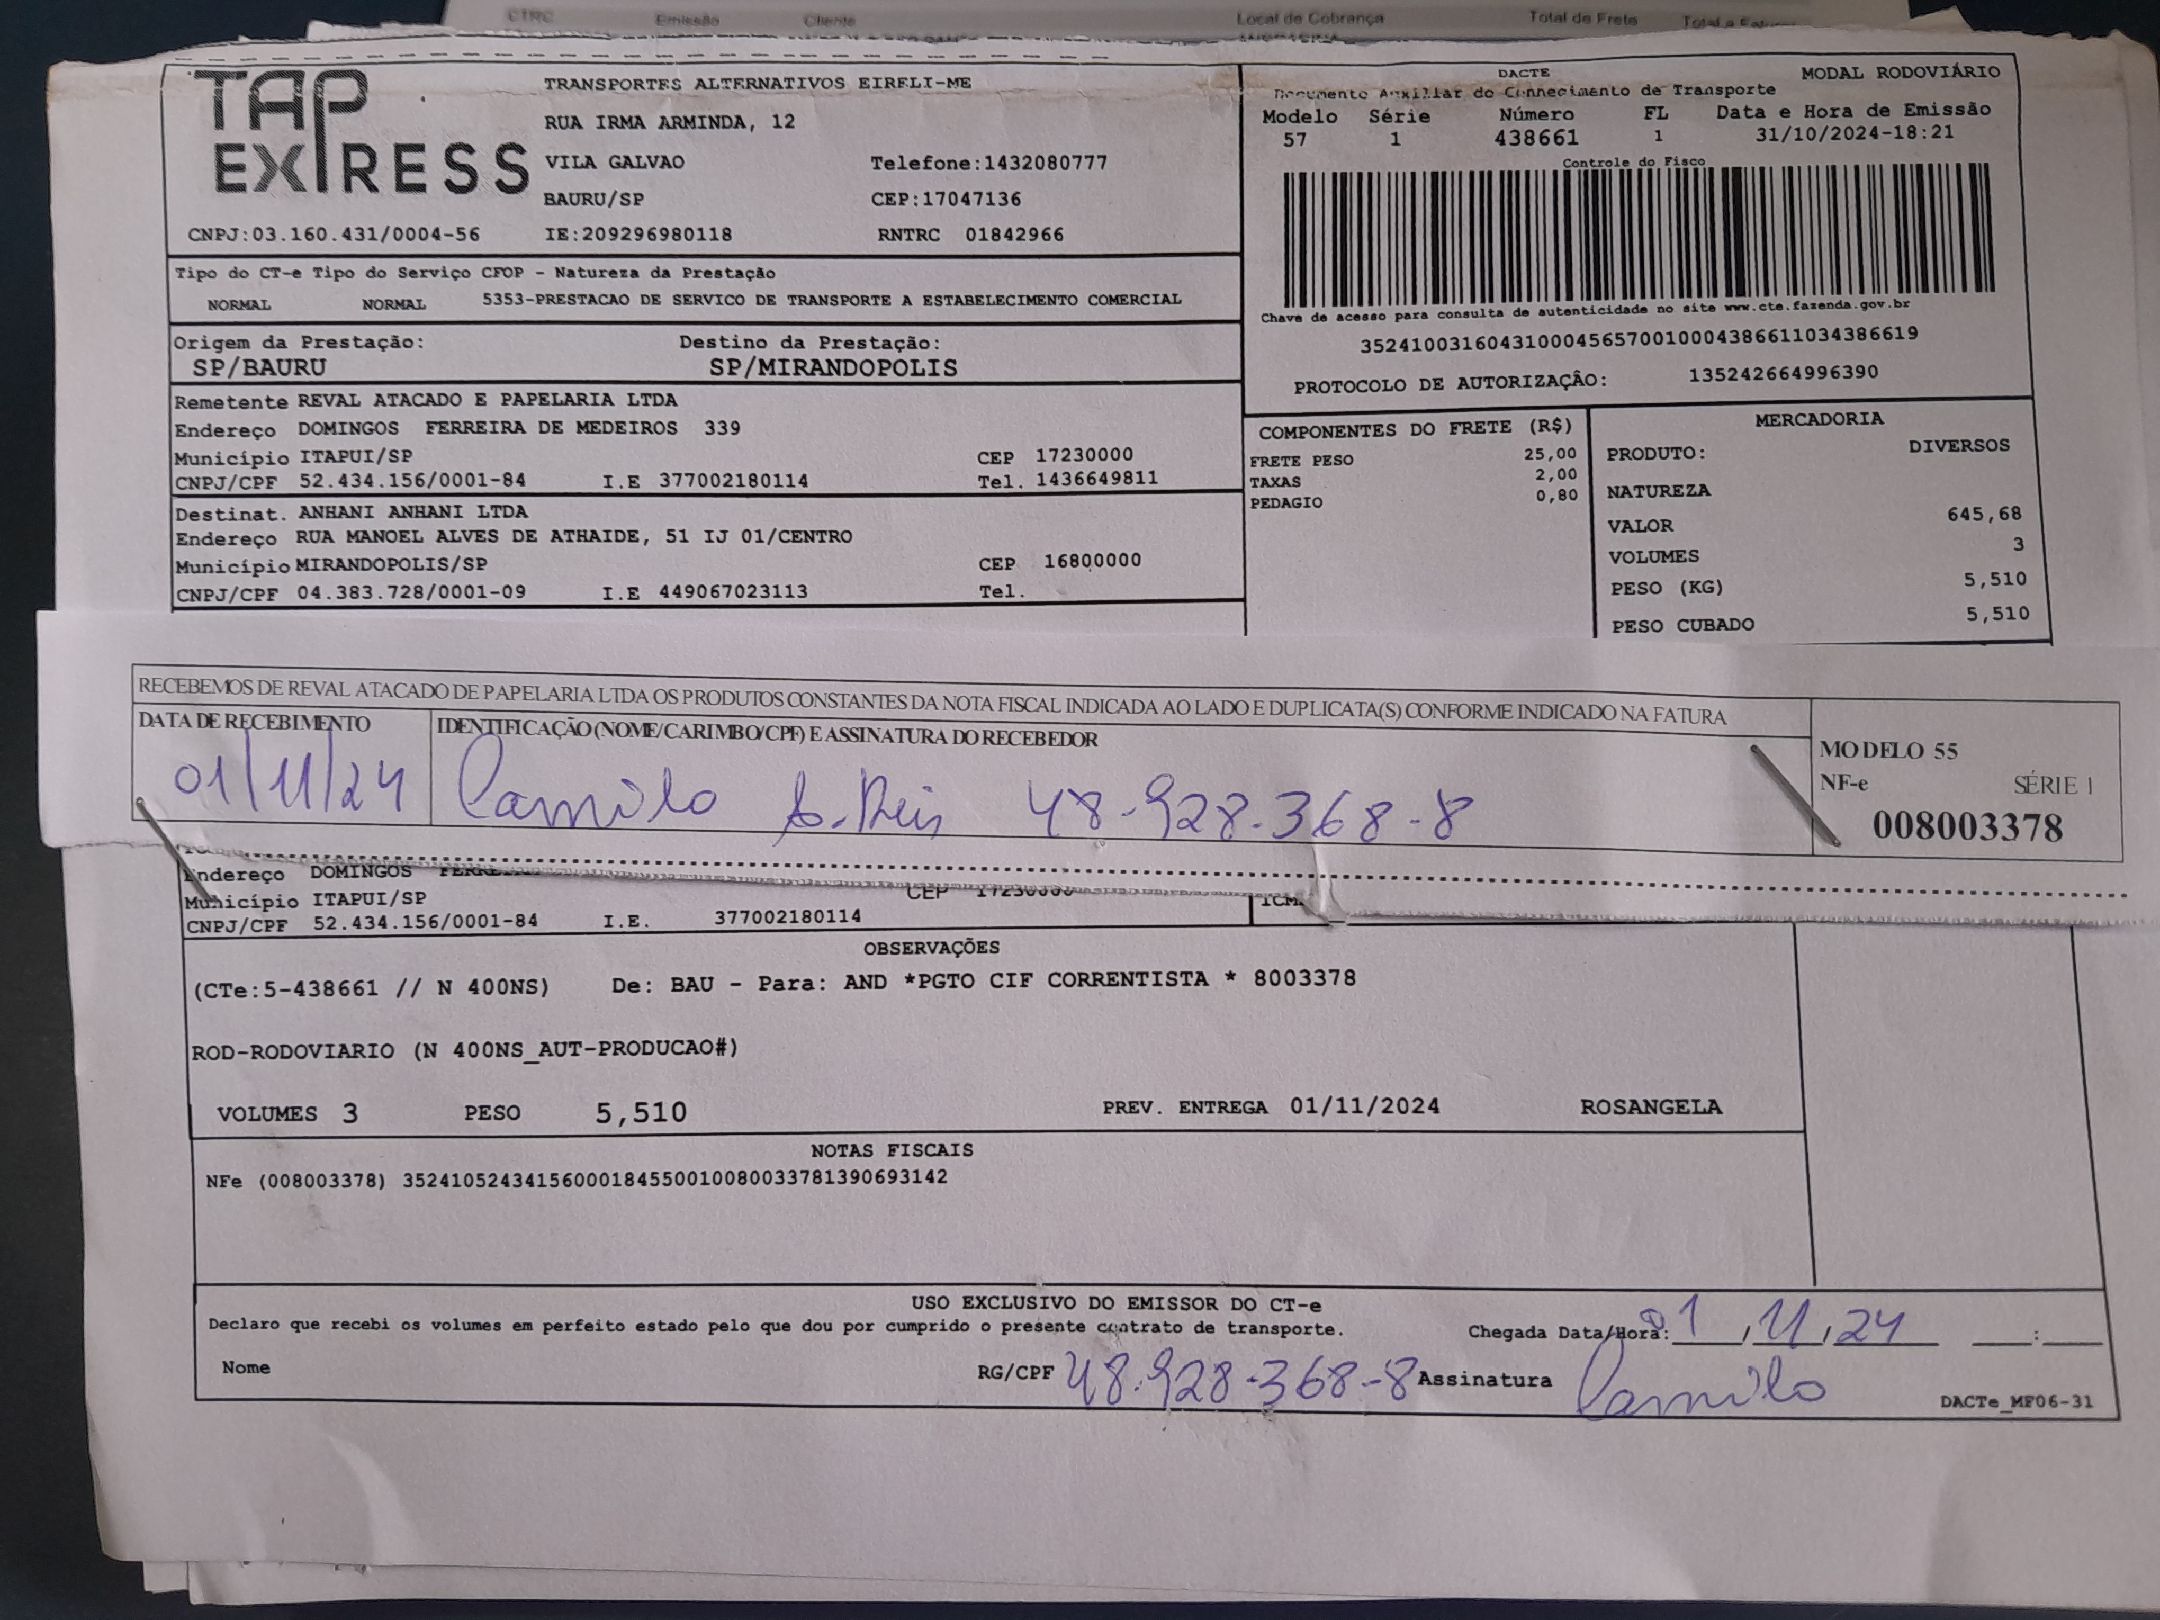 CTRC Emissão Cliente Local de Cobrança Total de Frete
TAP EXPRESS
TRANSPORTES ALTERNATIVOS EIRELI-ME
RUA IRMA ARMINDA, 12
VILA GALVAO Telefone:1432080777
BAURU/SP CEP:17047136
CNPJ:03.160.431/0004-56 IE:209296980118 RNTRC 01842966
DACTE MODAL RODOVIÁRIO
Documento Auxiliar do Conhecimento de Transporte
Modelo Série Número FL Data e Hora de Emissão
57 1 438661 1 31/10/2024-18:21
Controle do Fisco
Chave de acesso para consulta de autenticidade no site www.cte.fazenda.gov.br
35241003160431000456570010004386611034386619
PROTOCOLO DE AUTORIZAÇÃO: 135242664996390
Tipo do CT-e Tipo do Serviço CFOP - Natureza da Prestação
NORMAL NORMAL 5353-PRESTACAO DE SERVICO DE TRANSPORTE A ESTABELECIMENTO COMERCIAL
Origem da Prestação: Destino da Prestação:
SP/BAURU SP/MIRANDOPOLIS
Remetente REVAL ATACADO E PAPELARIA LTDA
Endereço DOMINGOS FERREIRA DE MEDEIROS 339
Município ITAPUI/SP CEP 17230000
CNPJ/CPF 52.434.156/0001-84 I.E 377002180114 Tel. 1436649811
Destinat. ANHANI ANHANI LTDA
Endereço RUA MANOEL ALVES DE ATHAIDE, 51 IJ 01/CENTRO
Município MIRANDOPOLIS/SP CEP 16800000
CNPJ/CPF 04.383.728/0001-09 I.E 449067023113 Tel.
COMPONENTES DO FRETE (R$)
FRETE PESO 25,00
TAXAS 2,00
PEDAGIO 0,80
MERCADORIA
PRODUTO: DIVERSOS
NATUREZA
VALOR 645,68
VOLUMES 3
PESO (KG) 5,510
PESO CUBADO 5,510
RECEBEMOS DE REVAL ATACADO DE PAPELARIA LTDA OS PRODUTOS CONSTANTES DA NOTA FISCAL INDICADA AO LADO E DUPLICATA(S) CONFORME INDICADO NA FATURA
DATA DE RECEBIMENTO IDENTIFICAÇÃO (NOME/CARIMBO/CPF) E ASSINATURA DO RECEBEDOR
01/11/24 Camilo A. Reis 48-928-368-8
MODELO 55
NF-e SÉRIE 1
008003378
Endereço DOMINGOS
Município ITAPUI/SP CEP 17230000
CNPJ/CPF 52.434.156/0001-84 I.E. 377002180114
OBSERVAÇÕES
(CTe:5-438661 // N 400NS) De: BAU - Para: AND *PGTO CIF CORRENTISTA * 8003378
ROD-RODOVIARIO (N 400NS_AUT-PRODUCAO#)
VOLUMES 3 PESO 5,510 PREV. ENTREGA 01/11/2024 ROSANGELA
NOTAS FISCAIS
NFe (008003378) 35241052434156000184550010080033781390693142
USO EXCLUSIVO DO EMISSOR DO CT-e
Declaro que recebi os volumes em perfeito estado pelo que dou por cumprido o presente contrato de transporte.
Chegada Data/Hora: 01/11/24 :
Nome RG/CPF 48.928-368-8 Assinatura Camilo
DACTe_MF06-31